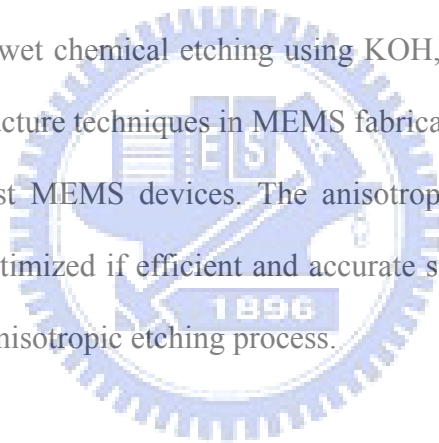 wet chemical etching using KOH,
cture techniques in MEMS fabrica
st MEMS devices. The anisotrop
timized if efficient and accurate s
nisotropic etching process.
E S A
1896